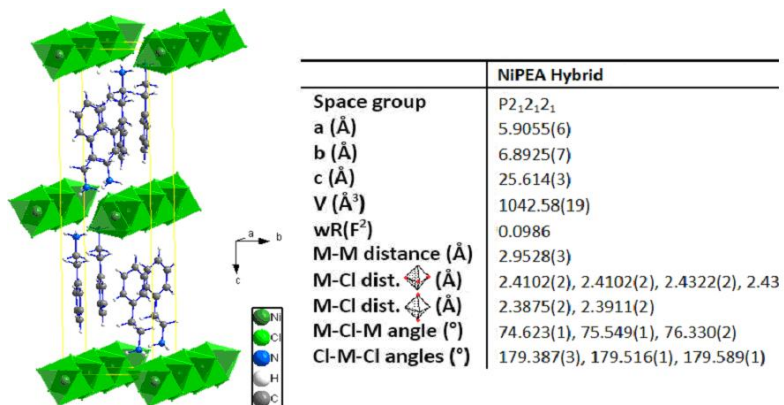 a
b
c
Ni
Cl
N
H
C
NiPEA Hybrid
Space group P2₁2₁2₁
a (Å) 5.9055(6)
b (Å) 6.8925(7)
c (Å) 25.614(3)
V (Å³) 1042.58(19)
wR(F²) 0.0986
M-M distance (Å) 2.9528(3)
M-Cl dist. (Å) 2.4102(2), 2.4102(2), 2.4322(2), 2.43
M-Cl dist. (Å) 2.3875(2), 2.3911(2)
M-Cl-M angle (°) 74.623(1), 75.549(1), 76.330(2)
Cl-M-Cl angles (°) 179.387(3), 179.516(1), 179.589(1)